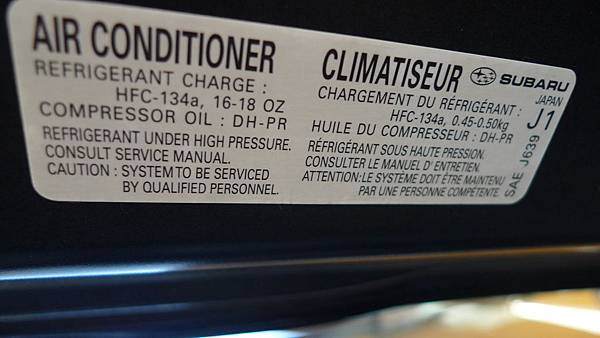 AIR CONDITIONER
REFRIGERANT CHARGE :
HFC-134a, 16-18 OZ
COMPRESSOR OIL : DH-PR
REFRIGERANT UNDER HIGH PRESSURE.
CONSULT SERVICE MANUAL.
CAUTION : SYSTEM TO BE SERVICED
BY QUALIFIED PERSONNEL.
CLIMATISEUR
CHARGEMENT DU RÉFRIGÉRANT :
HFC-134a, 0.45-0.50kg
HUILE DU COMPRESSEUR : DH-PR
RÉFRIGÉRANT SOUS HAUTE PRESSION.
CONSULTER LE MANUEL D'ENTRETIEN.
ATTENTION:LE SYSTÈME DOIT ÊTRE MAINTENU
PAR UNE PERSONNE COMPÉTENTE.
SUBARU
JAPAN
J1
SAE J639